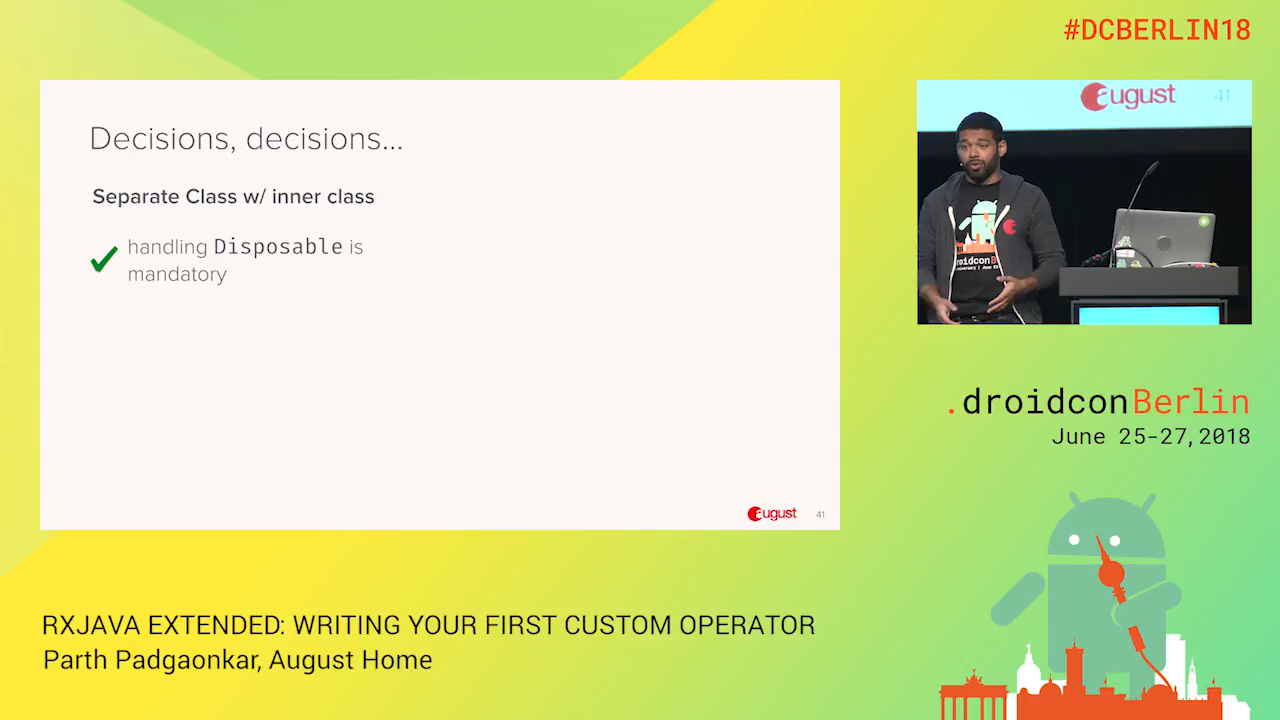 #DCBERLIN18
Decisions, decisions...
Separate Class w/ inner class
handling Disposable is
mandatory
august
41
august
41
.droidconBerlin
June 25-27, 2018
RXJAVA EXTENDED: WRITING YOUR FIRST CUSTOM OPERATOR
Parth Padgaonkar, August Home